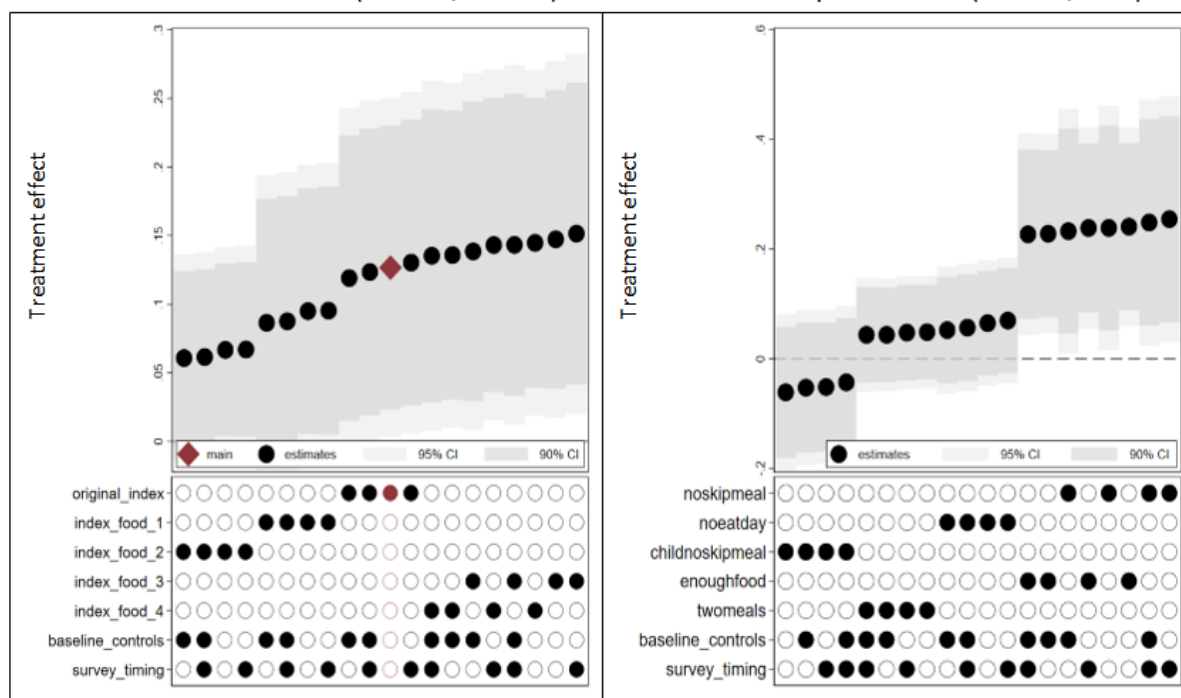 Treatment effect
.3
.25
.2
.15
.1
.05
0
main estimates 95% CI 90% CI
original_index
index_food_1
index_food_2
index_food_3
index_food_4
baseline_controls
survey_timing
Treatment effect
.6
.4
.2
0
.2
estimates 95% CI 90% CI
noskipmeal
noeatday
childnoskipmeal
enoughfood
twomeals
baseline_controls
survey_timing